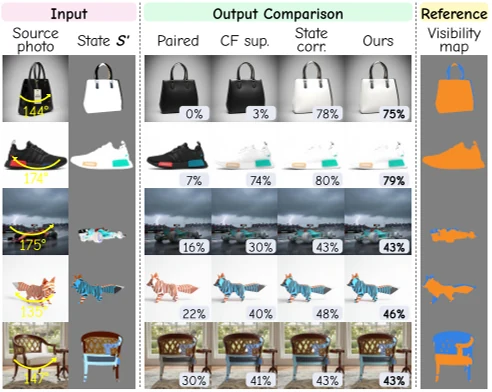 Input
Output Comparison
Reference
Source photo
State S'
Paired
CF sup.
State corr.
Ours
Visibility map
144°
0%
3%
78%
75%
174°
7%
74%
80%
79%
175°
16%
30%
43%
43%
135°
22%
40%
48%
46%
147°
30%
41%
43%
43%